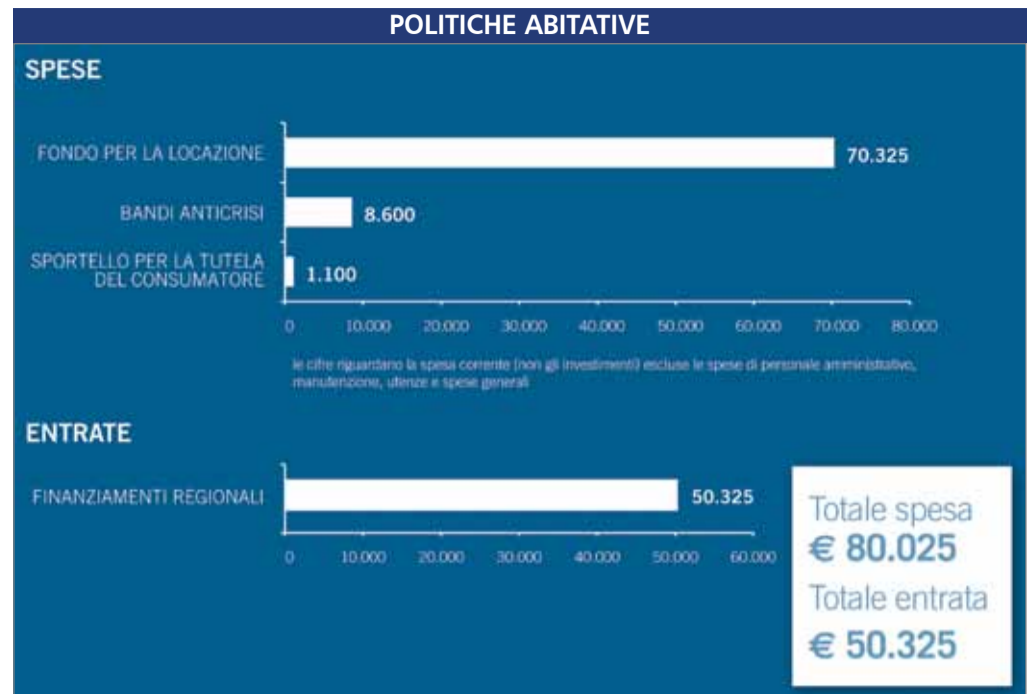 POLITICHE ABITATIVE
SPESE
FONDO PER LA LOCAZIONE
70.325
BANDI ANTICRISI
8.600
SPORTELLO PER LA TUTELA
DEL CONSUMATORE
1.100
0 10.000 20.000 30.000 40.000 50.000 60.000 70.000 80.000
le cifre riguardano la spesa corrente (non gli investimenti) escluse le spese di personale amministrativo,
manutenzione, utenze e spese generali
ENTRATE
FINANZIAMENTI REGIONALI
50.325
0 10.000 20.000 30.000 40.000 50.000 60.000
Totale spesa
€ 80.025
Totale entrata
€ 50.325